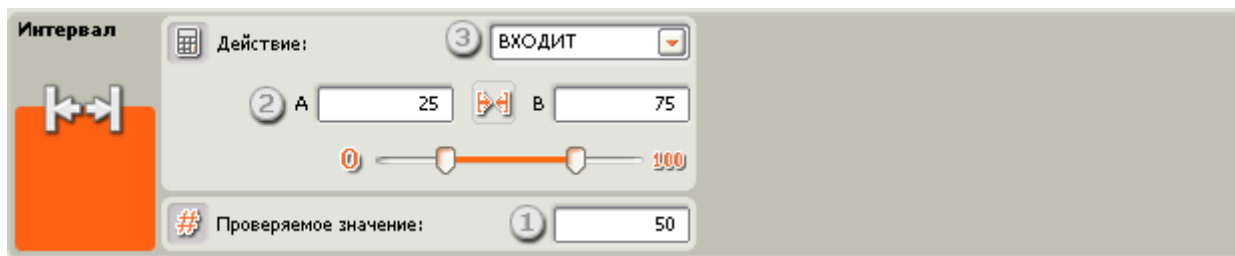 Интервал
Действие: 3 ВХОДИТ
2 A 25 B 75
0 100
# Проверяемое значение: 1 50